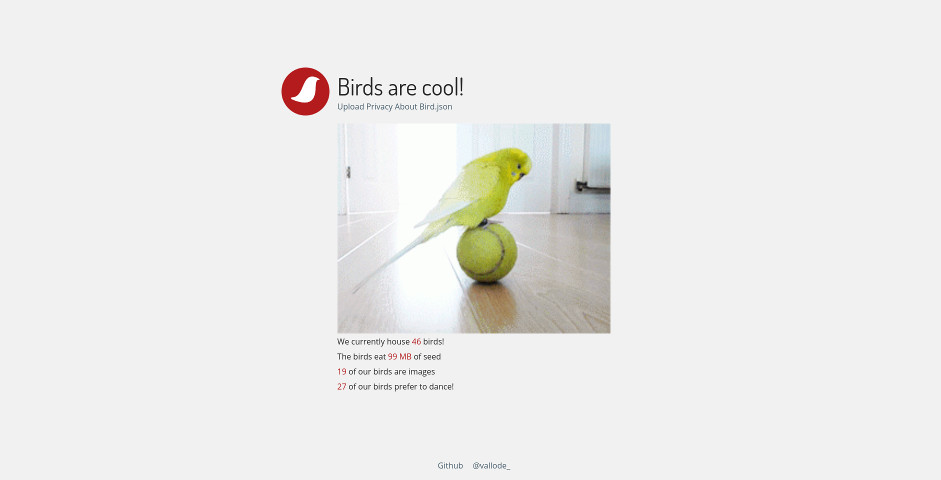 Birds are cool!
Upload Privacy About Bird.json
We currently house 46 birds!
The birds eat 99 MB of seed
19 of our birds are images
27 of our birds prefer to dance!
Github @vallode_